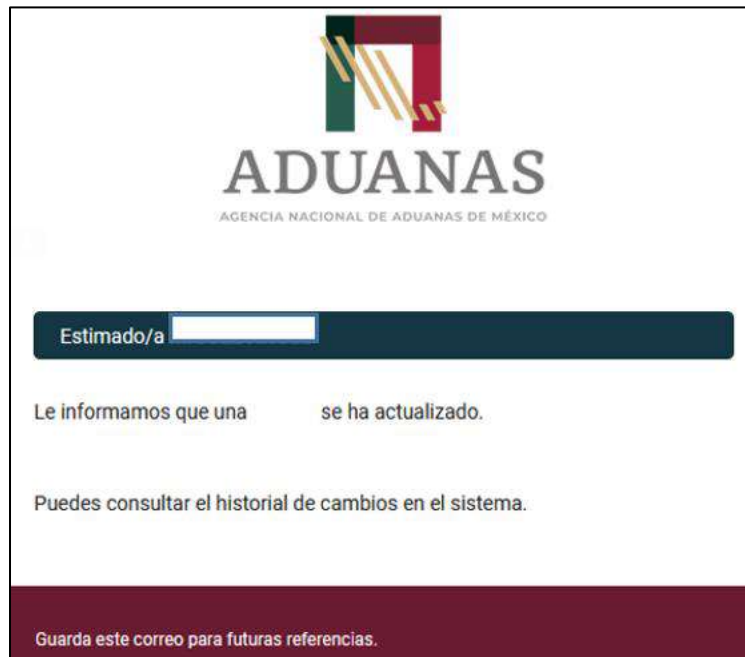 ADUANAS
AGENCIA NACIONAL DE ADUANAS DE MÉXICO
Estimado/a
Le informamos que una se ha actualizado.
Puedes consultar el historial de cambios en el sistema.
Guarda este correo para futuras referencias.